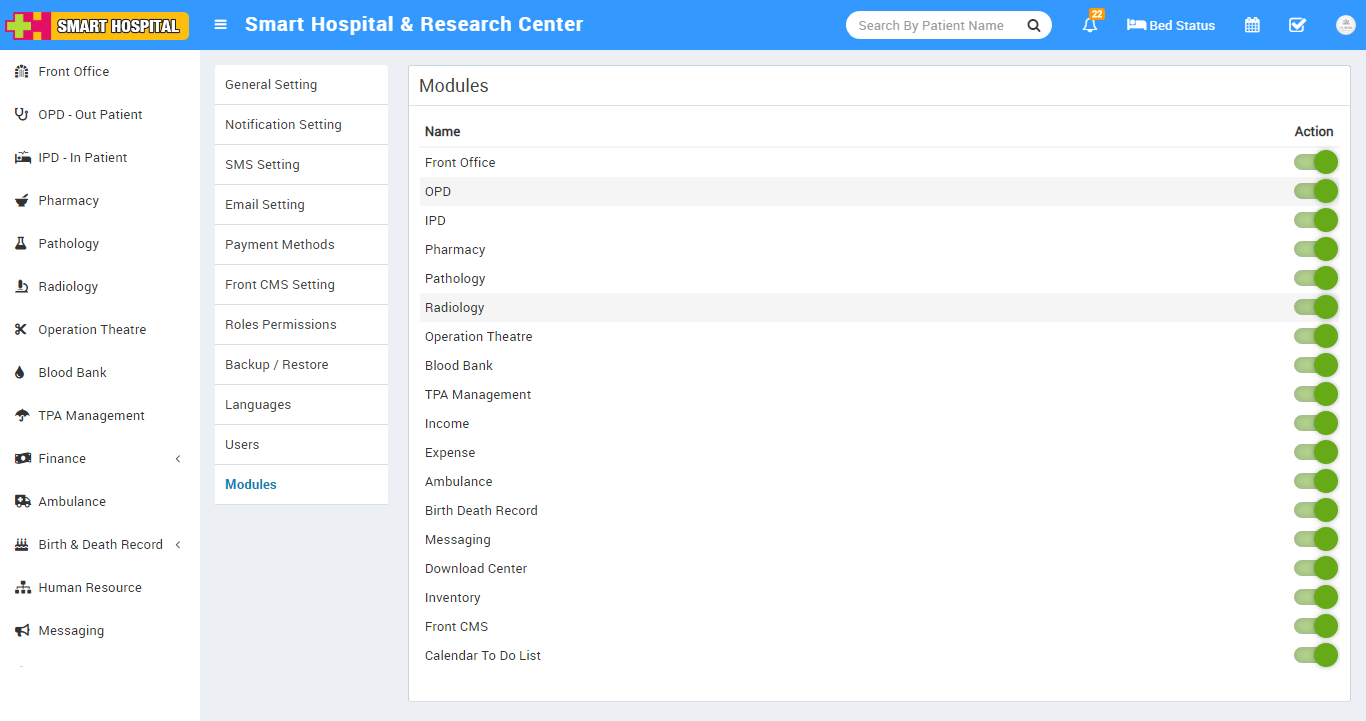 SMART HOSPITAL
Smart Hospital & Research Center
Search By Patient Name
22
Bed Status
Front Office
OPD - Out Patient
IPD - In Patient
Pharmacy
Pathology
Radiology
Operation Theatre
Blood Bank
TPA Management
Finance
Ambulance
Birth & Death Record
Human Resource
Messaging
General Setting
Notification Setting
SMS Setting
Email Setting
Payment Methods
Front CMS Setting
Roles Permissions
Backup / Restore
Languages
Users
Modules
Modules
Name Action
Front Office
OPD
IPD
Pharmacy
Pathology
Radiology
Operation Theatre
Blood Bank
TPA Management
Income
Expense
Ambulance
Birth Death Record
Messaging
Download Center
Inventory
Front CMS
Calendar To Do List